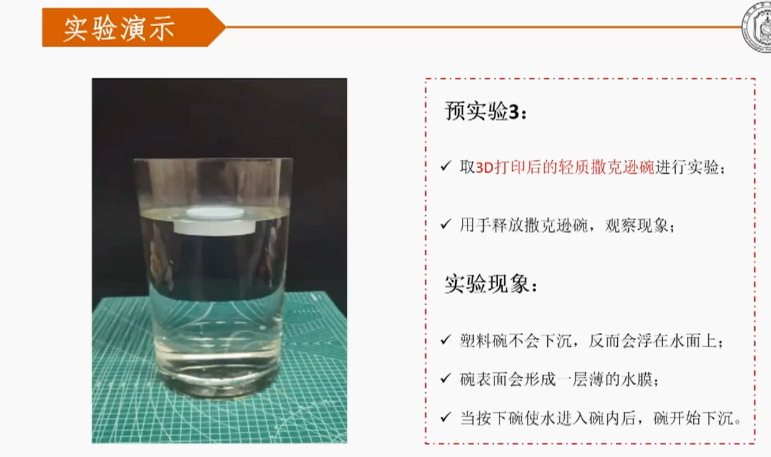 实验演示
预实验3：
✓ 取3D打印后的轻质撒克逊碗进行实验；
✓ 用手释放撒克逊碗，观察现象；
实验现象：
✓ 塑料碗不会下沉，反而会浮在水面上；
✓ 碗表面会形成一层薄的水膜；
✓ 当按下碗使水进入碗内后，碗开始下沉。